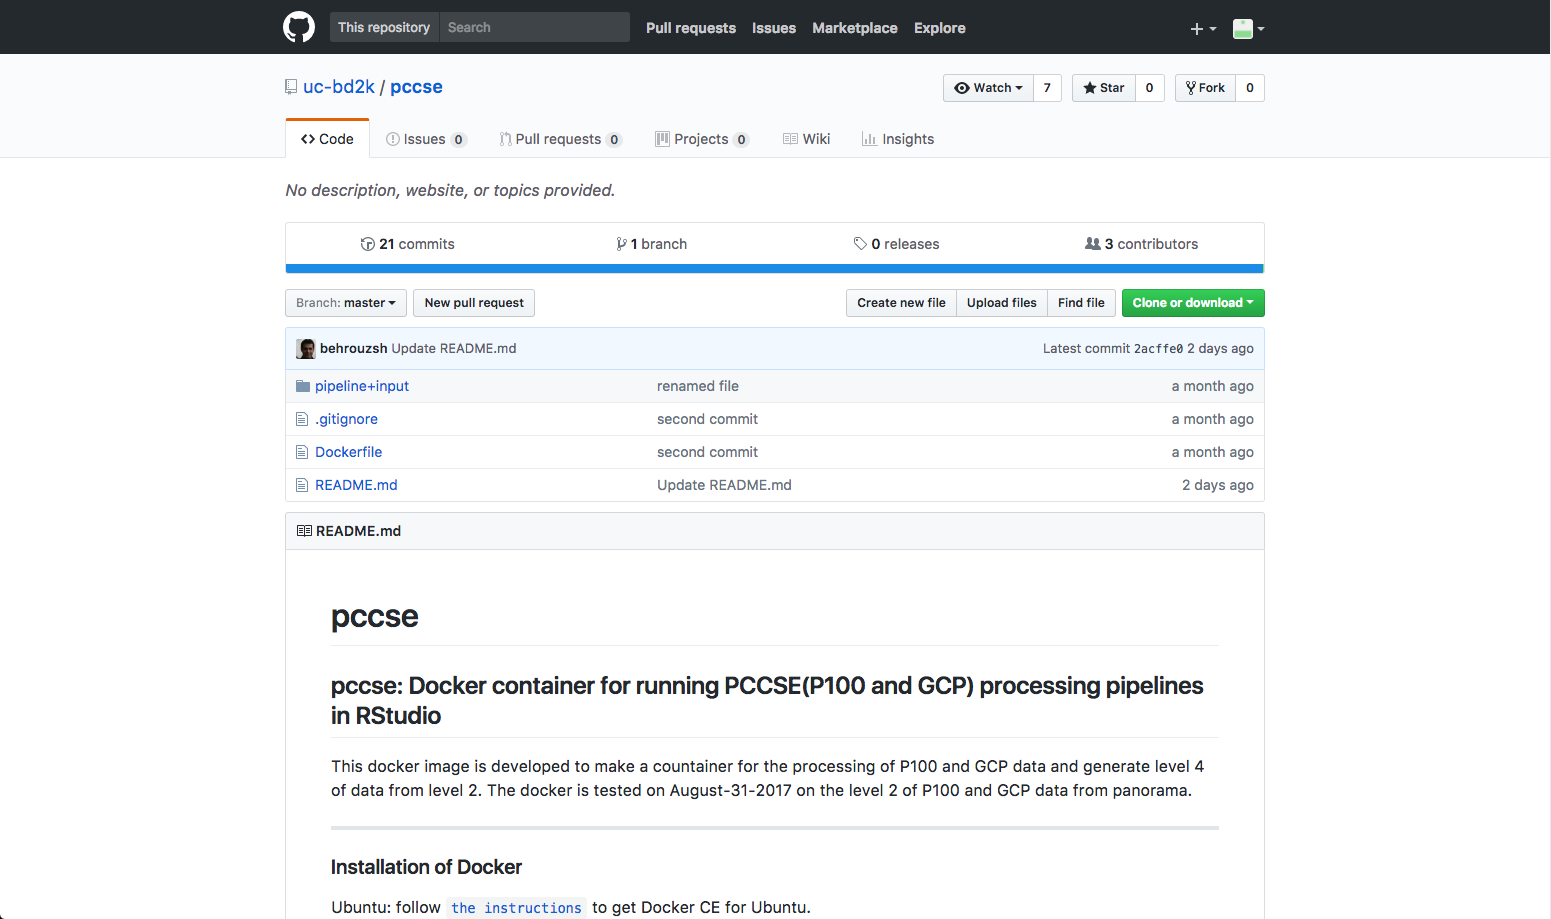 This repository Search Pull requests Issues Marketplace Explore
uc-bd2k / pccse Watch 7 Star 0 Fork 0
Code Issues 0 Pull requests 0 Projects 0 Wiki Insights
No description, website, or topics provided.
21 commits 1 branch 0 releases 3 contributors
Branch: master New pull request Create new file Upload files Find file Clone or download
behrouzsh Update README.md Latest commit 2acffe0 2 days ago
pipeline+input renamed file a month ago
.gitignore second commit a month ago
Dockerfile second commit a month ago
README.md Update README.md 2 days ago
README.md
pccse
pccse: Docker container for running PCCSE(P100 and GCP) processing pipelines
in RStudio
This docker image is developed to make a countainer for the processing of P100 and GCP data and generate level 4
of data from level 2. The docker is tested on August-31-2017 on the level 2 of P100 and GCP data from panorama.
Installation of Docker
Ubuntu: follow the instructions to get Docker CE for Ubuntu.